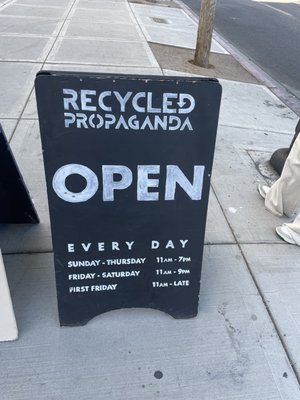 RECYCLED
PROPAGANDA
OPEN
EVERY DAY
SUNDAY - THURSDAY 11AM - 7PM
FRIDAY - SATURDAY 11AM - 9PM
FIRST FRIDAY 11AM - LATE